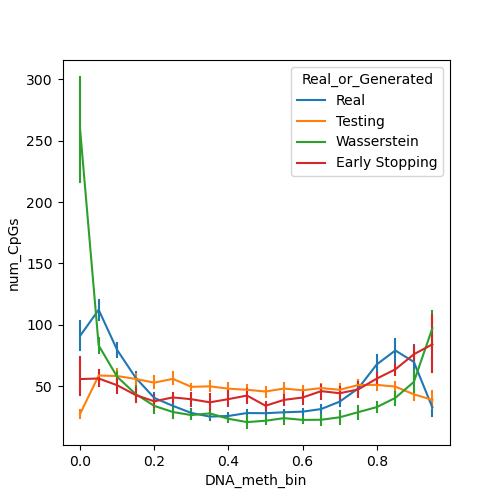 Real_or_Generated
Real
Testing
Wasserstein
Early Stopping
num_CpGs
300
250
200
150
100
50
0.0 0.2 0.4 0.6 0.8
DNA_meth_bin